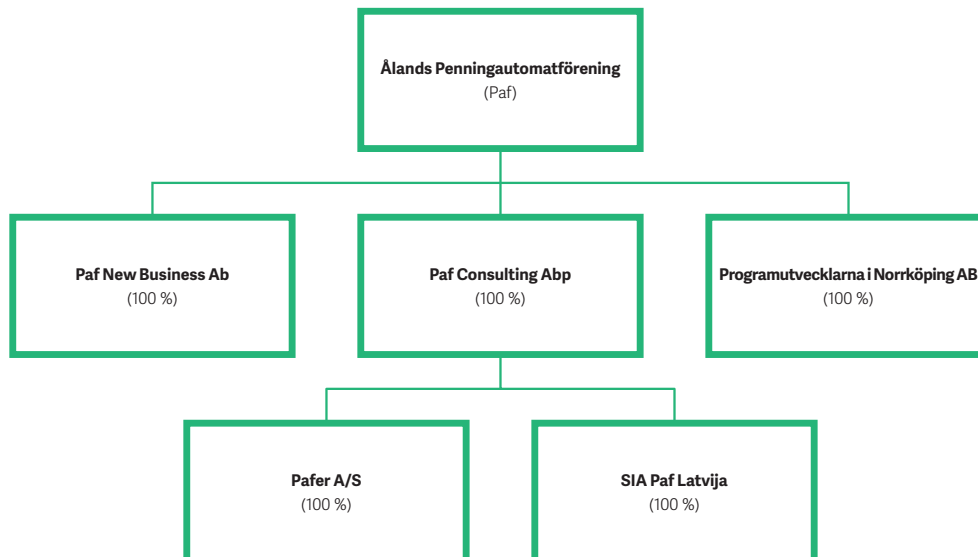 Ålands Penningautomatförening
(Paf)
Paf New Business Ab
(100 %)
Paf Consulting Abp
(100 %)
Programutvecklarna i Norrköping AB
(100 %)
Pafer A/S
(100 %)
SIA Paf Latvija
(100 %)